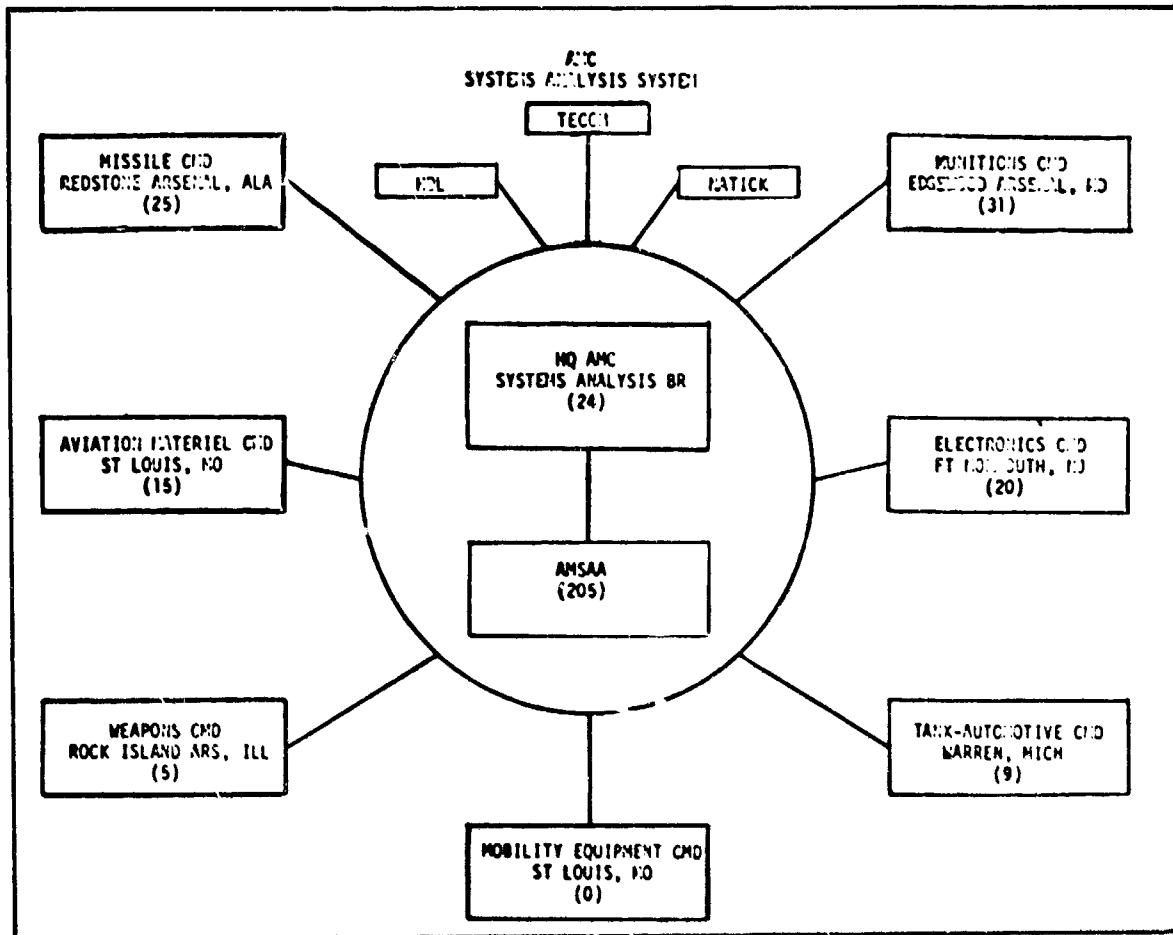 AMC
SYSTEMS ANALYSIS SYSTEM
TECOM
HDL
NATICK
MISSILE CMD
REDSTONE ARSENAL, ALA
(25)
MUNITIONS CMD
EDGEWOOD ARSENAL, MD
(31)
HQ AMC
SYSTEMS ANALYSIS BR
(24)
AVIATION MATERIEL CMD
ST LOUIS, MO
(15)
ELECTRONICS CMD
FT MONMOUTH, NJ
(20)
AMSAA
(205)
WEAPONS CMD
ROCK ISLAND ARS, ILL
(5)
TANK-AUTOMOTIVE CMD
WARREN, MICH
(9)
MOBILITY EQUIPMENT CMD
ST LOUIS, MO
(0)